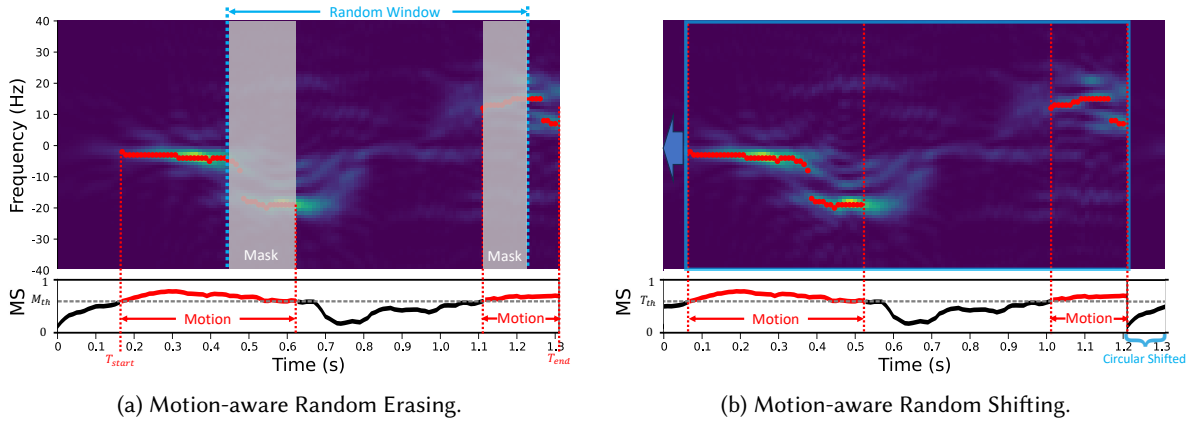 Random Window
40
30
20
10
0
-10
-20
-30
-40
Frequency (Hz)
Mask
Mask
1
0
MS
M_th
Motion
Motion
0 0.1 0.2 0.3 0.4 0.5 0.6 0.7 0.8 0.9 1.0 1.1 1.2 1.3
T_start
Time (s)
T_end
(a) Motion-aware Random Erasing.
1
0
MS
T_th
Motion
Motion
0 0.1 0.2 0.3 0.4 0.5 0.6 0.7 0.8 0.9 1.0 1.1 1.2 1.3
Time (s)
Circular Shifted
(b) Motion-aware Random Shifting.